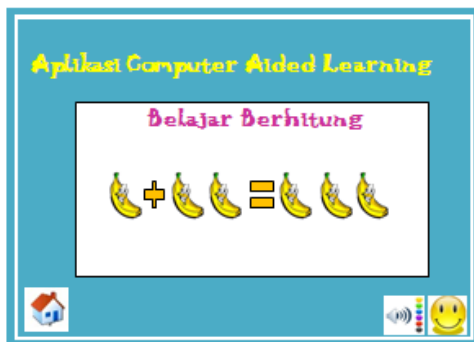 Aplikasi Computer Aided Learning
Belajar Berhitung
+ =